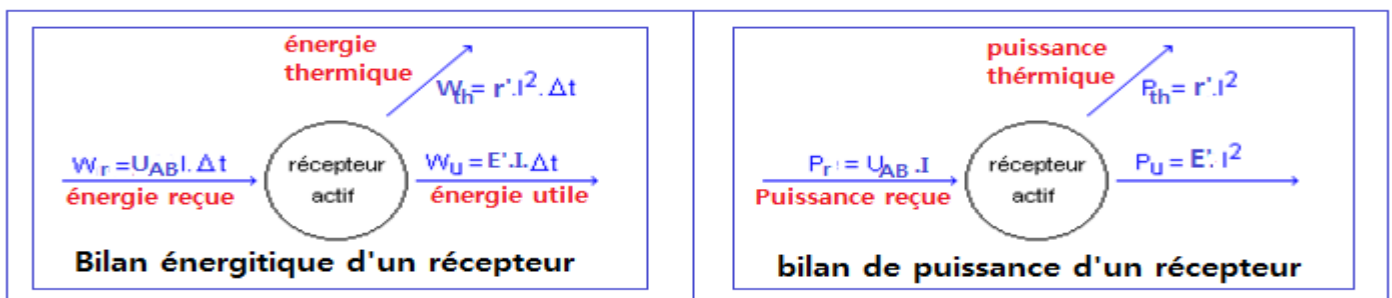 énergie
thermique
Wth= r'.I². Δt
Wr =UAB I. Δt
énergie reçue
récepteur
actif
Wu = E'.I.Δt
énergie utile
Bilan énergitique d'un récepteur
puissance
thérmique
Pth= r'.I²
Pr = UAB .I
Puissance reçue
récepteur
actif
Pu = E'. I²
bilan de puissance d'un récepteur